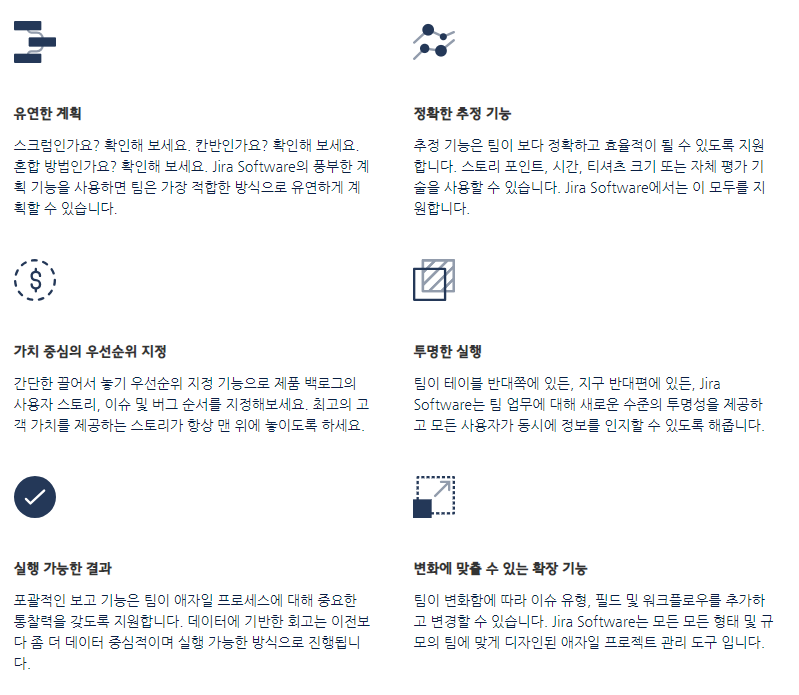 유연한 계획
스크럼인가요? 확인해 보세요. 칸반인가요? 확인해 보세요.
혼합 방법인가요? 확인해 보세요. Jira Software의 풍부한 계
획 기능을 사용하면 팀은 가장 적합한 방식으로 유연하게 계
획할 수 있습니다.
정확한 추정 기능
추정 기능은 팀이 보다 정확하고 효율적이 될 수 있도록 지원
합니다. 스토리 포인트, 시간, 티셔츠 크기 또는 자체 평가 기
술을 사용할 수 있습니다. Jira Software에서는 이 모두를 지
원합니다.
가치 중심의 우선순위 지정
간단한 끌어서 놓기 우선순위 지정 기능으로 제품 백로그의
사용자 스토리, 이슈 및 버그 순서를 지정해보세요. 최고의 고
객 가치를 제공하는 스토리가 항상 맨 위에 놓이도록 하세요.
투명한 실행
팀이 테이블 반대쪽에 있든, 지구 반대편에 있든, Jira
Software는 팀 업무에 대해 새로운 수준의 투명성을 제공하
고 모든 사용자가 동시에 정보를 인지할 수 있도록 해줍니다.
실행 가능한 결과
포괄적인 보고 기능은 팀이 애자일 프로세스에 대해 중요한
통찰력을 갖도록 지원합니다. 데이터에 기반한 회고는 이전보
다 좀 더 데이터 중심적이며 실행 가능한 방식으로 진행됩니
다.
변화에 맞출 수 있는 확장 기능
팀이 변화함에 따라 이슈 유형, 필드 및 워크플로우를 추가하
고 변경할 수 있습니다. Jira Software는 모든 모든 형태 및 규
모의 팀에 맞게 디자인된 애자일 프로젝트 관리 도구 입니다.